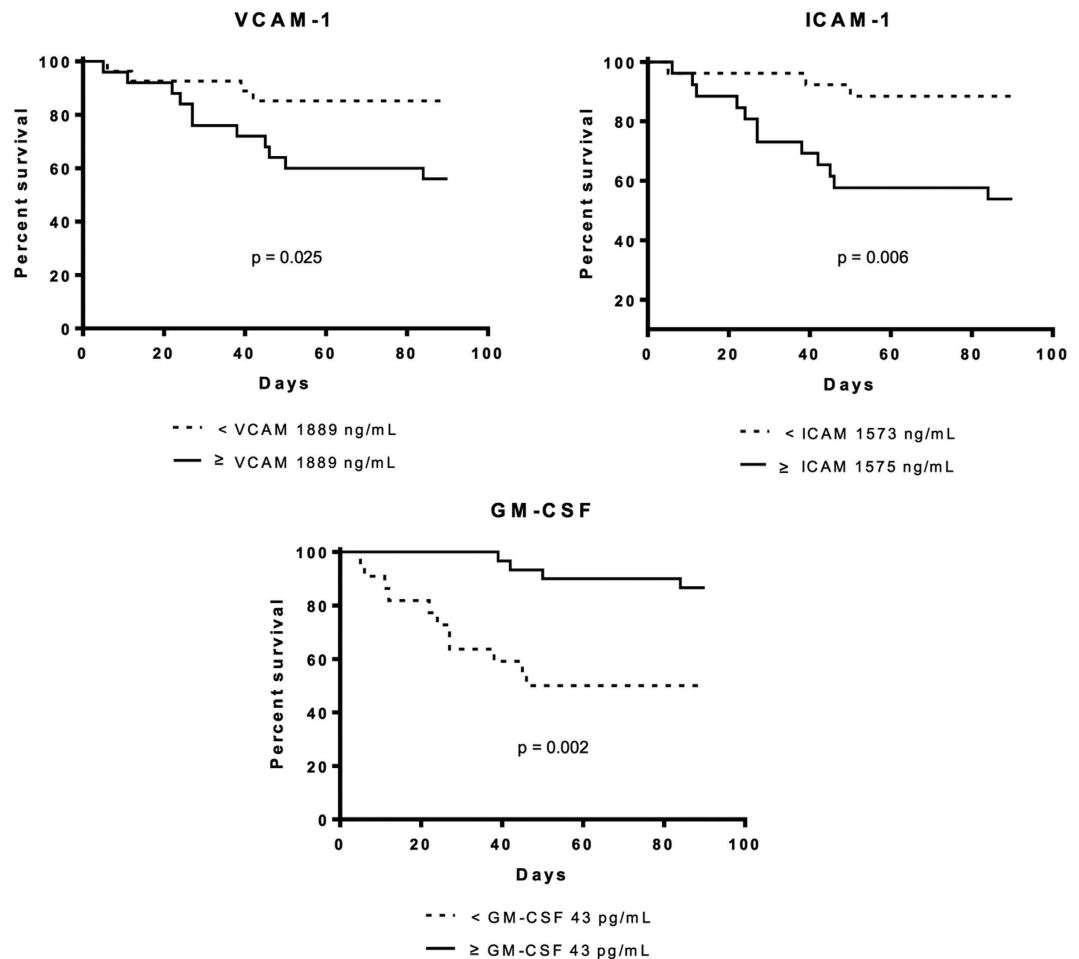 VCAM-1
100
80
60
40
20
0
Percent survival
p = 0.025
0 20 40 60 80 100
Days
< VCAM 1889 ng/mL
≥ VCAM 1889 ng/mL
ICAM-1
100
80
60
40
20
Percent survival
p = 0.006
0 20 40 60 80 100
Days
< ICAM 1573 ng/mL
≥ ICAM 1575 ng/mL
GM-CSF
100
80
60
40
20
0
Percent survival
p = 0.002
0 20 40 60 80 100
Days
< GM-CSF 43 pg/mL
≥ GM-CSF 43 pg/mL